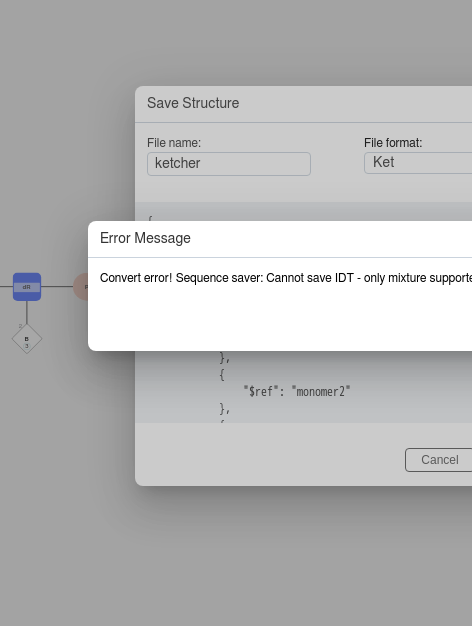 Save Structure
File name:
File format:
ketcher
Ket
{
Error Message
Convert error! Sequence saver: Cannot save IDT - only mixture supporte
dR
B
3
},
{
"$ref": "monomer2"
},
{
Cancel